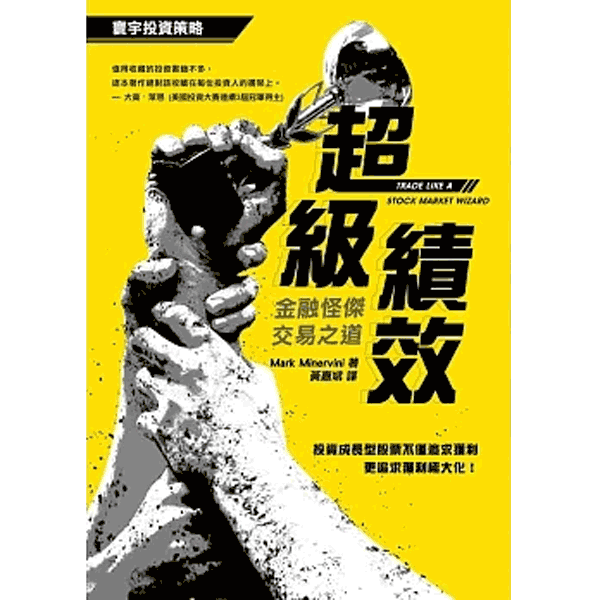 寰宇投資策略
值得收藏的投資書籍不多，
這本著作絕對該收藏在每位投資人的書架上。
— 大衛．萊恩 (美國投資大賽連續3屆冠軍得主)
超級
績效
TRADE LIKE A
STOCK MARKET WIZARD
金融怪傑
交易之道
Mark Minervini 著
黃嘉斌 譯
投資成長型股票不僅追求獲利
更追求獲利極大化！